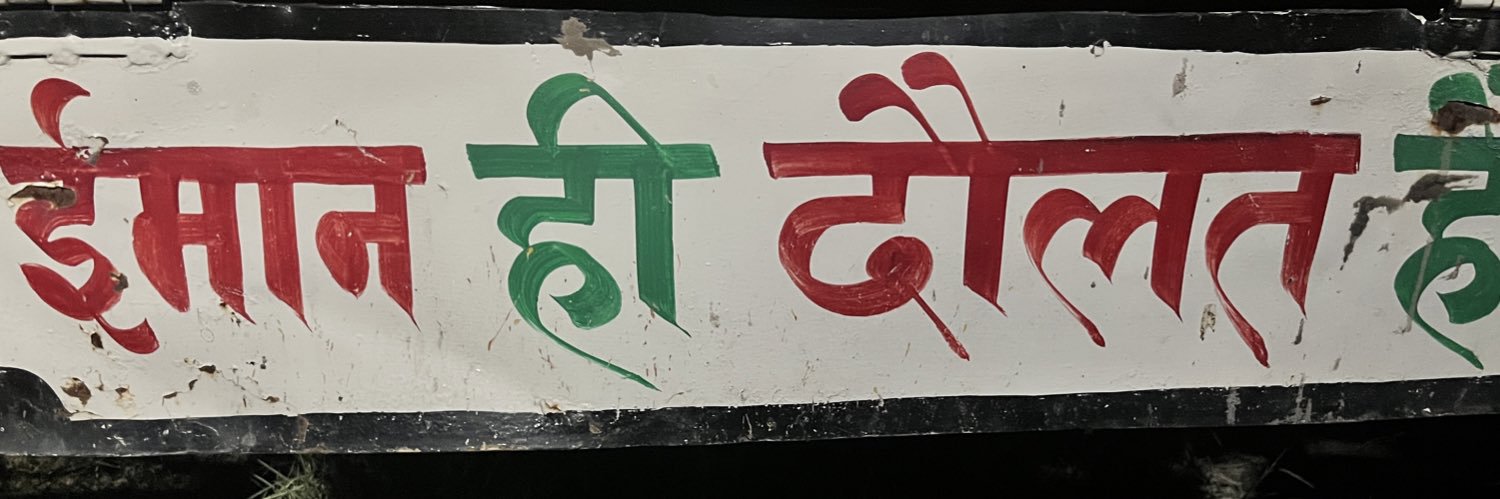 ईमान ही दौलत है